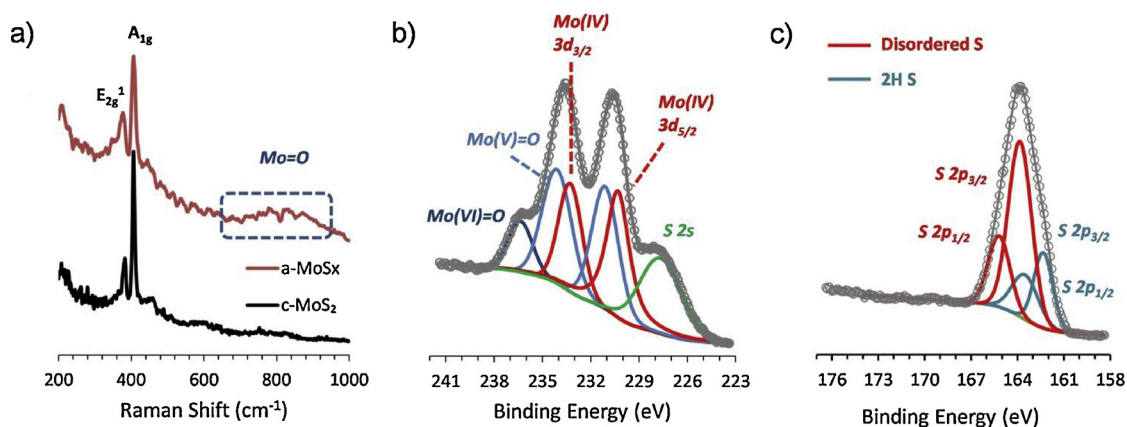 a)
A1g
E2g1
Mo=O
a-MoSx
c-MoS2
200 400 600 800 1000
Raman Shift (cm-1)
b)
Mo(IV)
3d3/2
Mo(IV)
3d5/2
Mo(V)=O
Mo(VI)=O
S 2s
241 238 235 232 229 226 223
Binding Energy (eV)
c)
Disordered S
2H S
S 2p3/2
S 2p1/2
S 2p3/2
S 2p1/2
176 173 170 167 164 161 158
Binding Energy (eV)